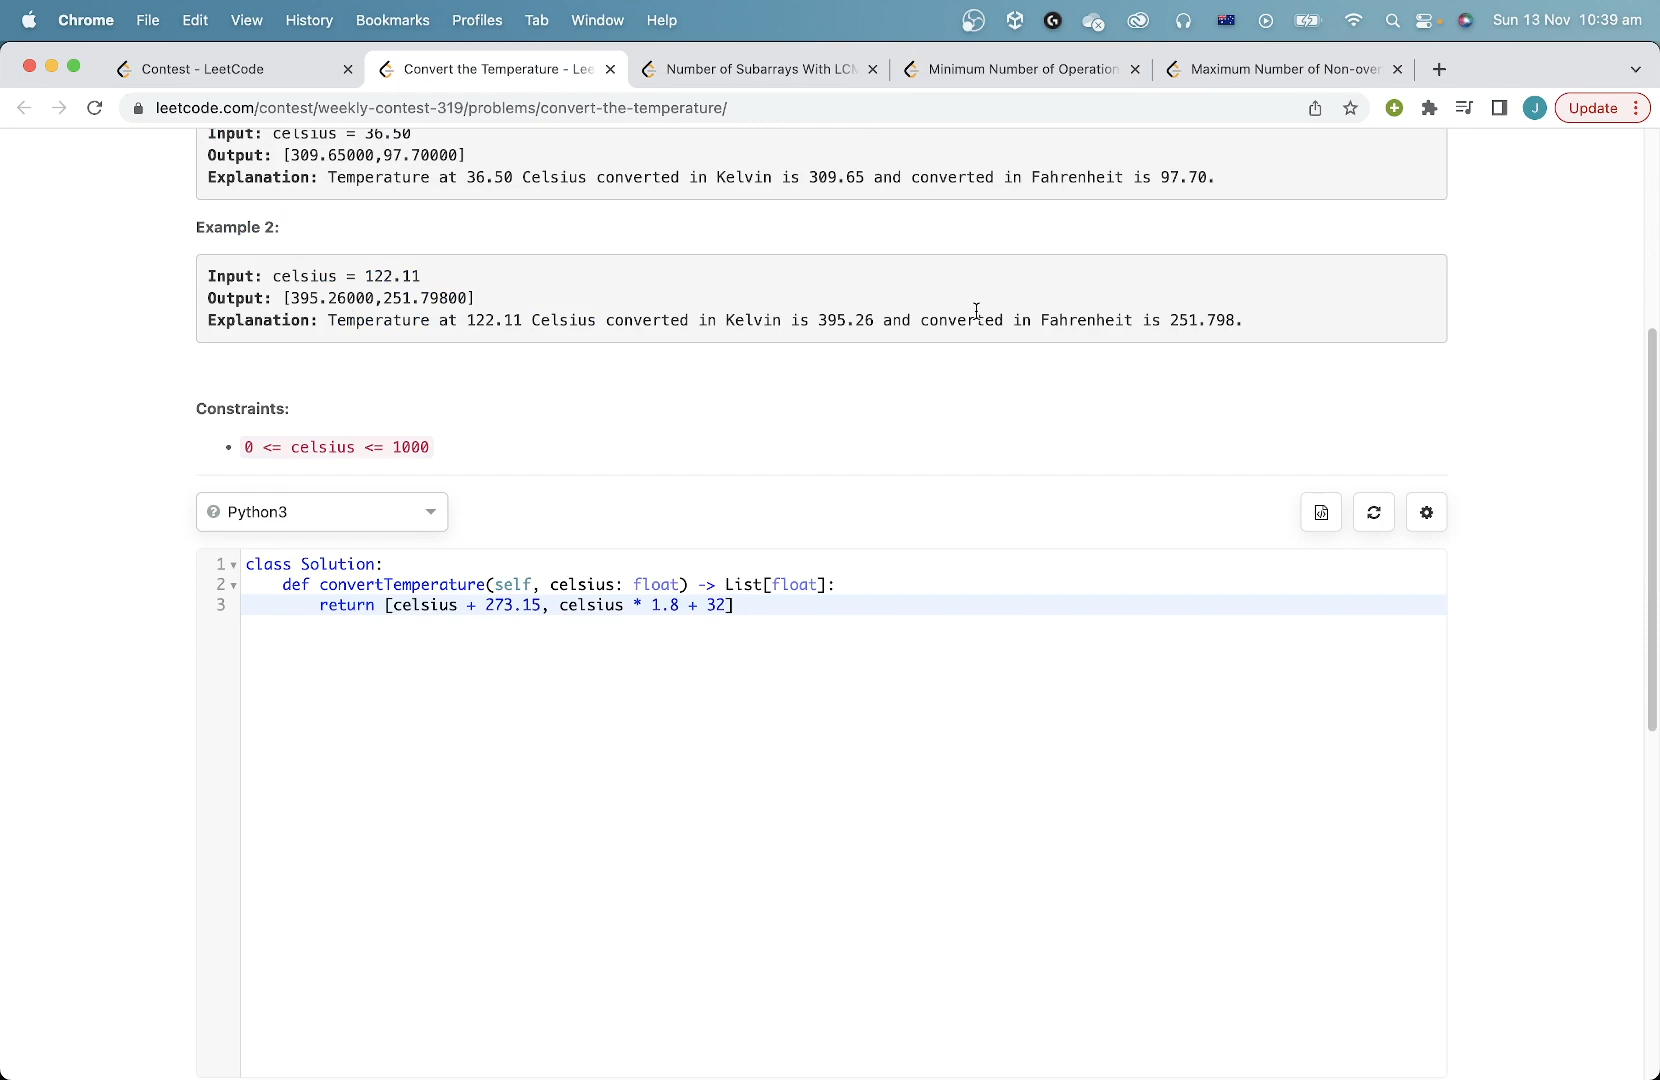 Chrome File Edit View History Bookmarks Profiles Tab Window Help Sun 13 Nov 10:39 am
Contest - LeetCode Convert the Temperature - Lee Number of Subarrays With LC Minimum Number of Operation Maximum Number of Non-over
leetcode.com/contest/weekly-contest-319/problems/convert-the-temperature/ J Update
Input: celsius = 36.50
Output: [309.65000,97.70000]
Explanation: Temperature at 36.50 Celsius converted in Kelvin is 309.65 and converted in Fahrenheit is 97.70.
Example 2:
Input: celsius = 122.11
Output: [395.26000,251.79800]
Explanation: Temperature at 122.11 Celsius converted in Kelvin is 395.26 and converted in Fahrenheit is 251.798.
Constraints:
• 0 <= celsius <= 1000
Python3
1 class Solution:
2 def convertTemperature(self, celsius: float) -> List[float]:
3 return [celsius + 273.15, celsius * 1.8 + 32]